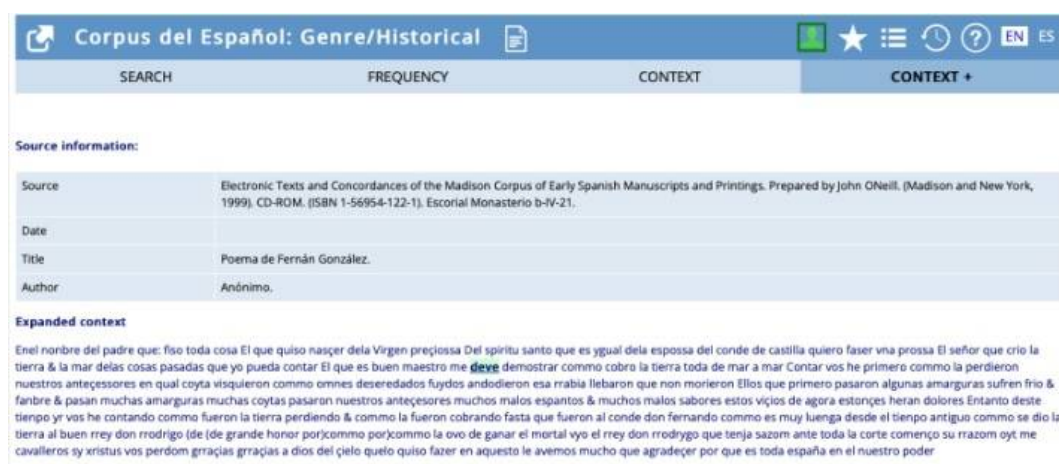 Corpus del Español: Genre/Historical
EN ES
SEARCH FREQUENCY CONTEXT CONTEXT +
Source information:
Source Electronic Texts and Concordances of the Madison Corpus of Early Spanish Manuscripts and Printings. Prepared by John ONeill. (Madison and New York,
1999). CD-ROM. (ISBN 1-56954-122-1). Escorial Monasterio b-IV-21.
Date
Title Poema de Fernán González.
Author Anónimo.
Expanded context
Enel nonbre del padre que: fiso toda cosa El que quiso nasçer dela Virgen preçiossa Del spiritu santo que es ygual dela espossa del conde de castilla quiero faser vna prossa El señor que crio la
tierra & la mar delas cosas pasadas que yo pueda contar El que es buen maestro me deve demostrar commo cobro la tierra toda de mar a mar Contar vos he primero commo la perdieron
nuestros anteçessores en qual coyta visquieron commo omnes deseredados fuydos andodieron esa rrabia llebaron que non morieron Ellos que primero pasaron algunas amarguras sufren frio &
fanbre & pasan muchas amarguras muchas coytas pasaron nuestros anteçesores muchos malos espantos & muchos malos sabores estos viçios de agora estonçes heran dolores Entanto deste
tienpo yr vos he contando commo fueron la tierra perdiendo & commo la fueron cobrando fasta que fueron al conde don fernando commo es muy luenga desde el tienpo antiguo commo se dio la
tierra al buen rrey don rrodrigo (de (de grande honor por)commo por)commo la ovo de ganar el mortal vyo el rrey don rrodrygo que tenja sazom ante toda la corte començo su rrazom oyt me
cavalleros sy xristus vos perdom grraçias grraçias a dios del çielo quelo quiso fazer en aquesto le avemos mucho que agradeçer por que es toda españa en el nuestro poder